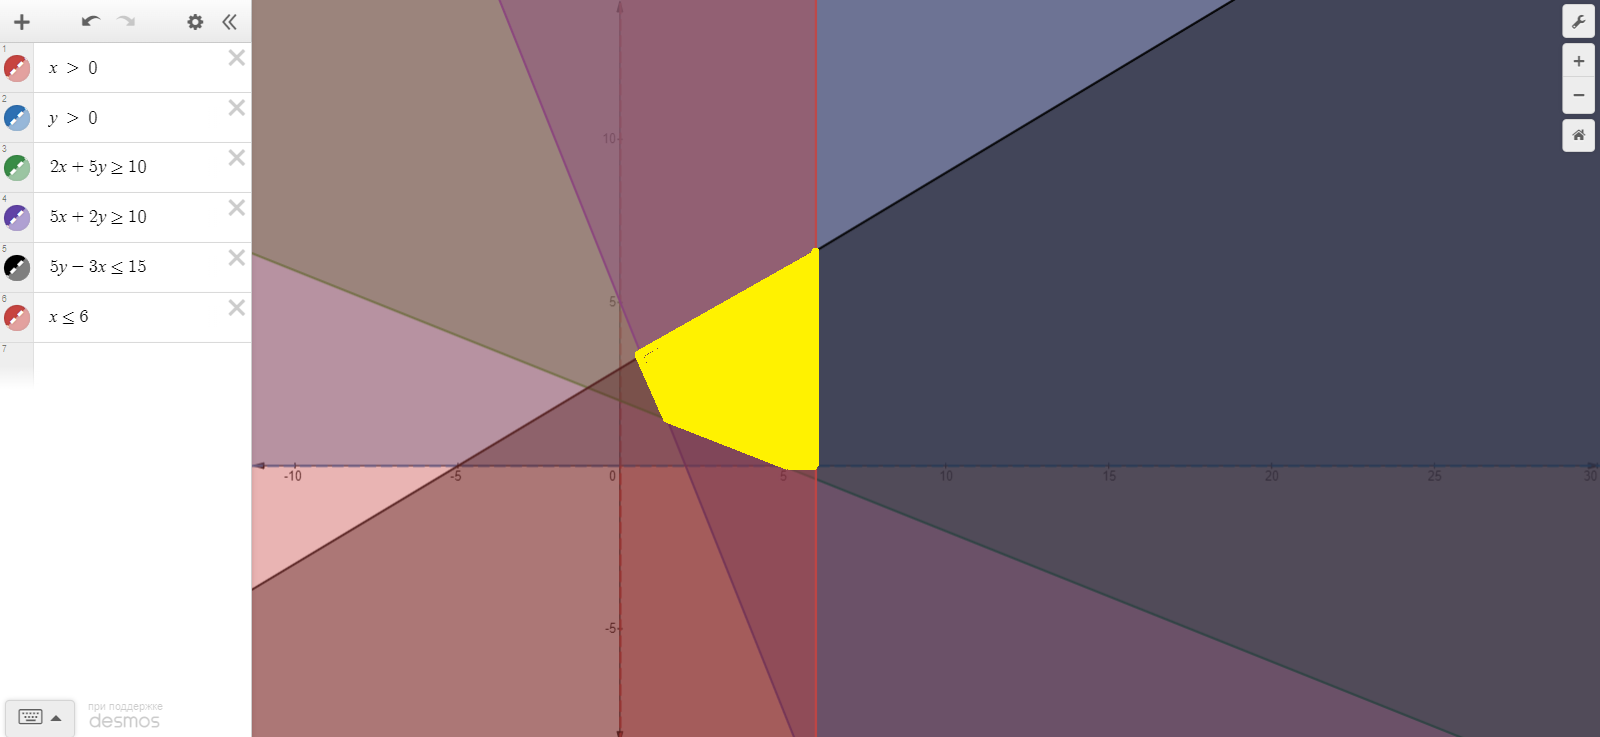 1
x > 0
2
y > 0
3
2x + 5y ≥ 10
4
5x + 2y ≥ 10
5
5y − 3x ≤ 15
6
x ≤ 6
7
при поддержке
desmos
10
5
-10 -5 0 5 10 15 20 25 30
-5